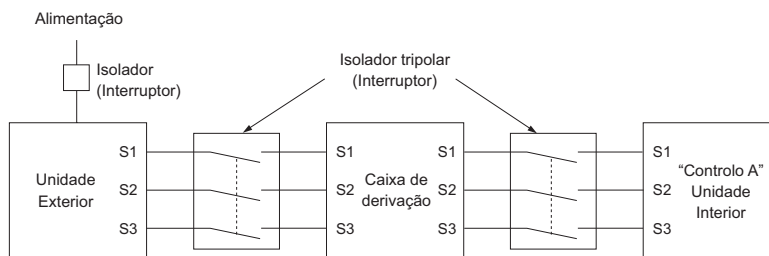 Alimentação
Isolador
(Interruptor)
Isolador tripolar
(Interruptor)
Unidade
Exterior
S1
S2
S3
S1
S2
S3
Caixa de
derivação
S1
S2
S3
S1
S2
S3
“Controlo A”
Unidade
Interior